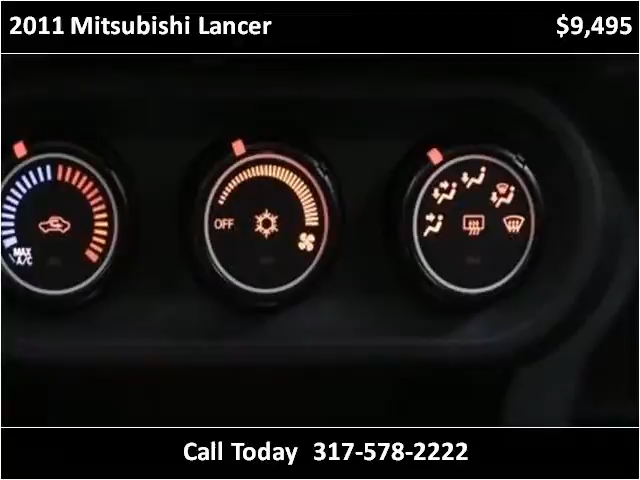 2011 Mitsubishi Lancer $9,495
OFF
MAX
A/C
Call Today 317-578-2222